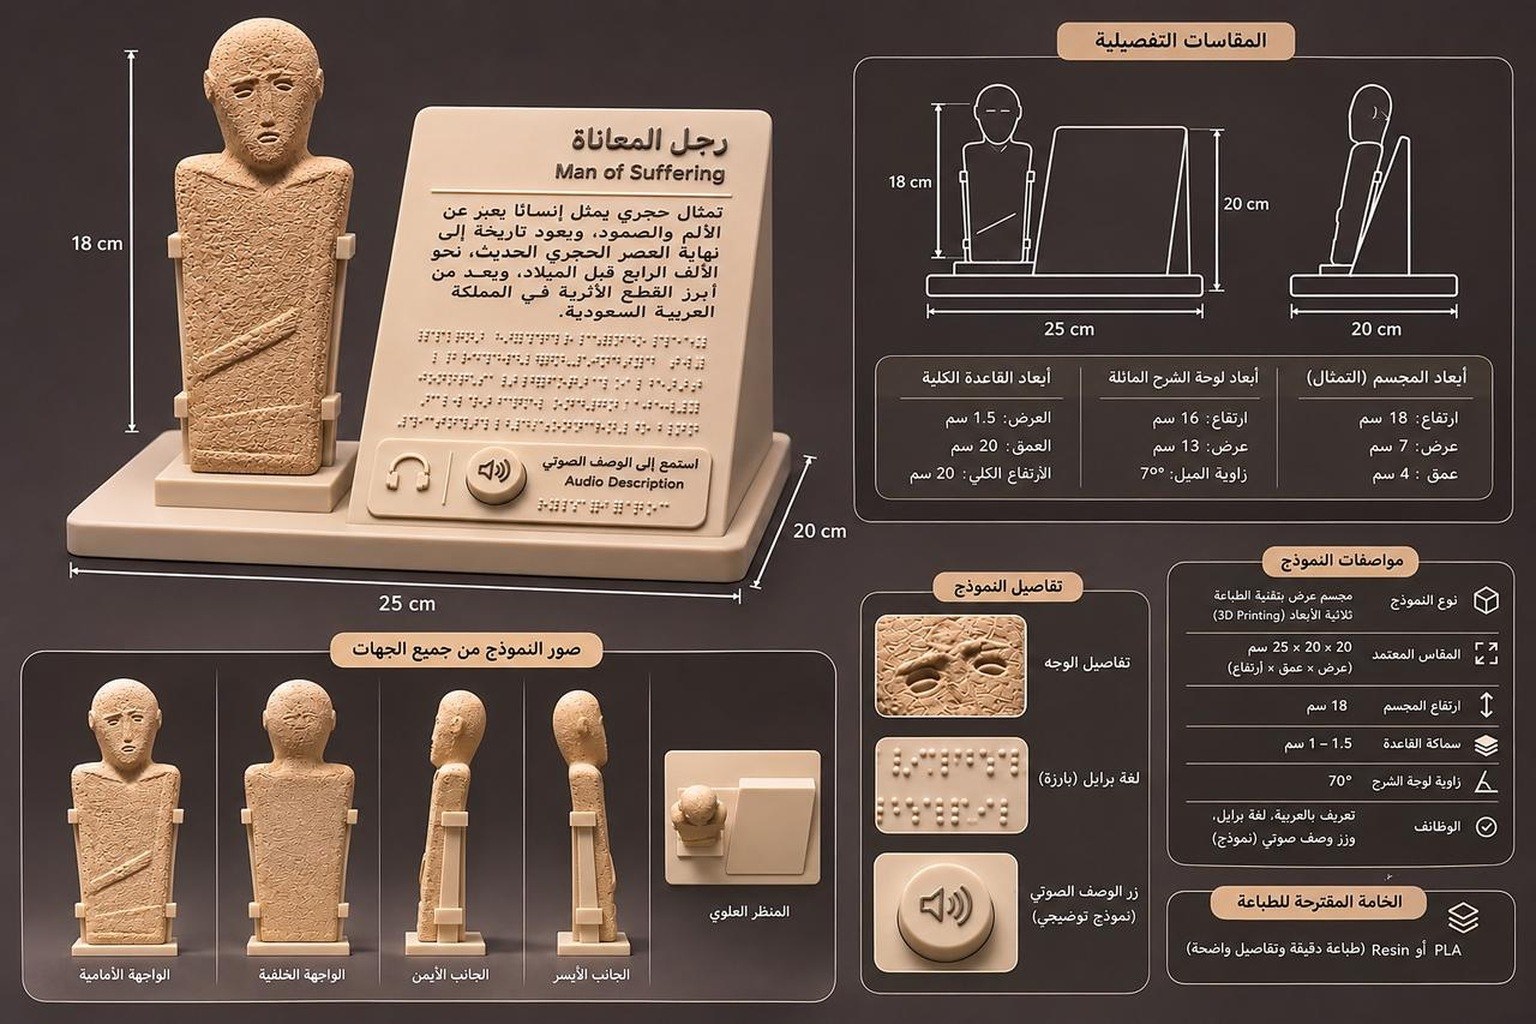 18 cm
رجل المعاناة
Man of Suffering
تمثال حجري يمثل إنسانًا يعبر عن
الألم والصمود، ويعود تاريخة إلى
نهاية العصر الحجري الحديث، نحو
الألف الرابع قبل الميلاد، ويعد من
أبرز القطع الأثرية في المملكة
العربية السعودية.
استمع إلى الوصف الصوتي
Audio Description
20 cm
25 cm
المقاسات التفصيلية
18 cm
20 cm
25 cm
20 cm
أبعاد المجسم (التمثال)
ارتفاع: 18 سم
عرض: 7 سم
عمق : 4 سم
أبعاد لوحة الشرح المائلة
ارتفاع: 16 سم
عرض: 13 سم
زاوية الميل: °7°
أبعاد القاعدة الكلية
العرض: 1.5 سم
العمق: 20 سم
الأرتفاع الكلي: 20 سم
صور النموذج من جميع الجهات
الواجهة الأمامية
الواجهة الخلفية
الجانب الأيمن
الجانب الأيسر
المنظر العلوي
تفاصيل النموذج
تفاصيل الوجه
لغة برايل (بارزة)
زر الوصف الصوتي
(نموذج توضيجي)
مواصفات النموذج
نوع النموذج
مجسم عرض بتقنية الطباعة
ثلاثية الأبعاد (3D Printing)
المقاس المعتمد
25 × 20 × 20 سم
(عرض × عمق × أرتفاع)
ارتفاع المجسم
18 سم
سماكة القاعدة
1 – 1.5 سم
زاوية لوحة الشرح
70°
الوظائف
تعريف بالعربية، لغة برايل،
وزز وصف صوتي (نموذج)
الخامة المقترحة للطباعة
PLA أو Resin (طباعة دقيقة وتفاصيل واضحة)